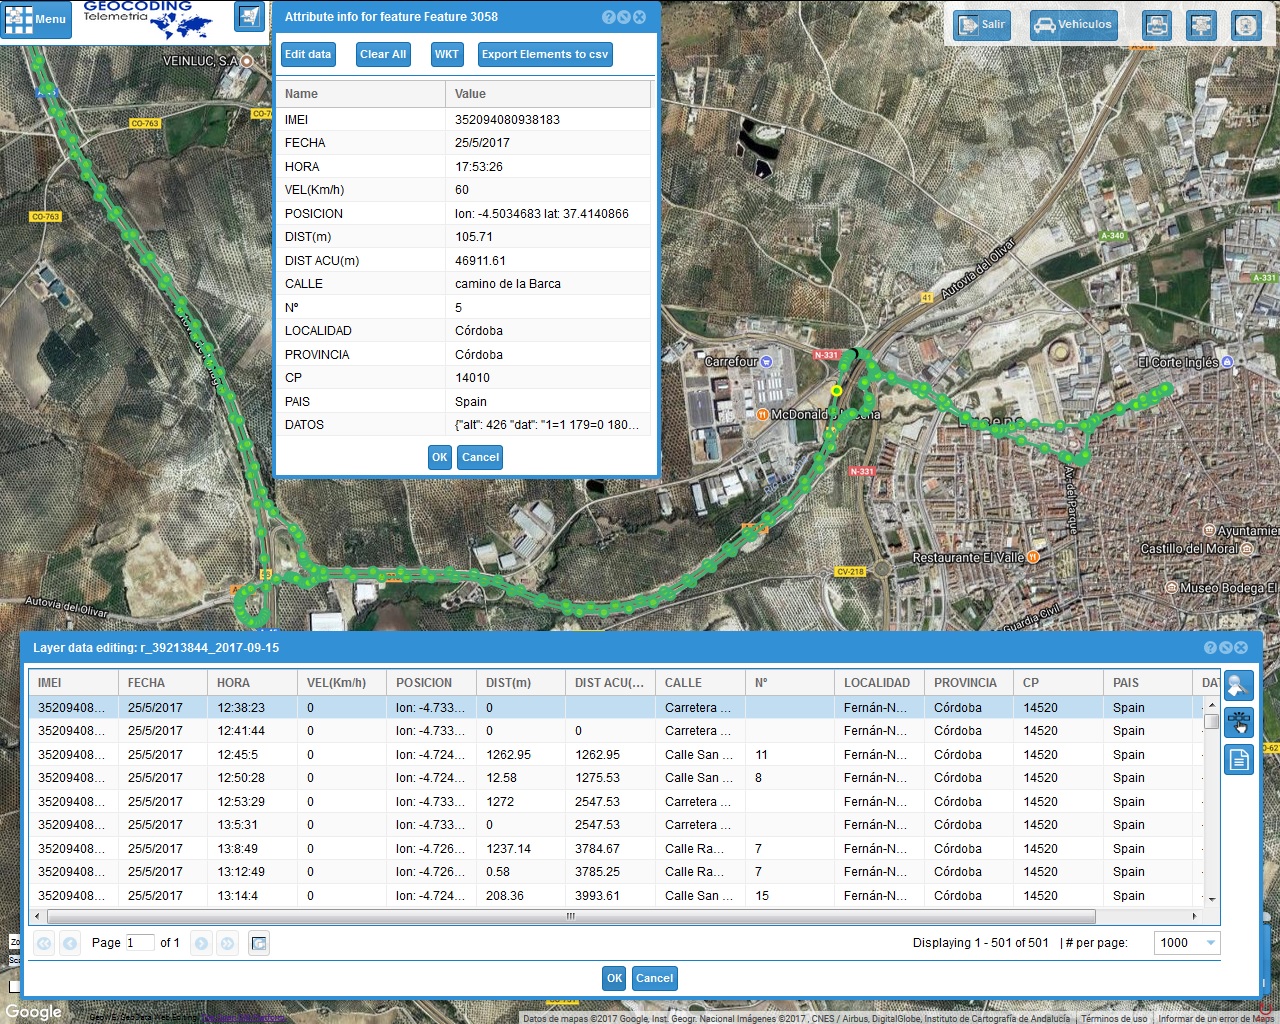 Menu
GEOCODING
Telemetria
Attribute info for feature Feature 3058
Edit data
Clear All
WKT
Export Elements to csv
Name Value
IMEI 352094080938183
FECHA 25/5/2017
HORA 17:53:26
VEL(Km/h) 60
POSICION lon: -4.5034683 lat: 37.4140866
DIST(m) 105.71
DIST ACU(m) 46911.61
CALLE camino de la Barca
Nº 5
LOCALIDAD Córdoba
PROVINCIA Córdoba
CP 14010
PAIS Spain
DATOS {"alt": 426 "dat": "1=1 179=0 180...
OK Cancel
Salir
Vehículos
VEINLUC, S.A
CO-763
CO-763
A-340
A-331
Autovía del Olivar
41
N-331
Carrefour
El Corte Inglés
McDonald's
N-331
Av. del Parque
Ayuntamien
Castillo del Moral
Restaurante El Valle
CV-218
Museo Bodega El
Autovía del Olivar
Guardia Civil
Layer data editing: r_39213844_2017-09-15
IMEI FECHA HORA VEL(Km/h) POSICION DIST(m) DIST ACU(... CALLE Nº LOCALIDAD PROVINCIA CP PAIS DAT
35209408... 25/5/2017 12:38:23 0 lon: -4.733... 0 Carretera ... Fernán-N... Córdoba 14520 Spain
35209408... 25/5/2017 12:41:44 0 lon: -4.733... 0 0 Carretera ... Fernán-N... Córdoba 14520 Spain
35209408... 25/5/2017 12:45:5 0 lon: -4.724... 1262.95 1262.95 Calle San ... 11 Fernán-N... Córdoba 14520 Spain
35209408... 25/5/2017 12:50:28 0 lon: -4.724... 12.58 1275.53 Calle San ... 8 Fernán-N... Córdoba 14520 Spain
35209408... 25/5/2017 12:53:29 0 lon: -4.733... 1272 2547.53 Carretera ... Fernán-N... Córdoba 14520 Spain
35209408... 25/5/2017 13:5:31 0 lon: -4.733... 0 2547.53 Carretera ... Fernán-N... Córdoba 14520 Spain
35209408... 25/5/2017 13:8:49 0 lon: -4.726... 1237.14 3784.67 Calle Ra... 7 Fernán-N... Córdoba 14520 Spain
35209408... 25/5/2017 13:12:49 0 lon: -4.726... 0.58 3785.25 Calle Ra... 7 Fernán-N... Córdoba 14520 Spain
35209408... 25/5/2017 13:14:4 0 lon: -4.724... 208.36 3993.61 Calle San ... 15 Fernán-N... Córdoba 14520 Spain
Page 1 of 1
Displaying 1 - 501 of 501 | # per page: 1000
OK Cancel
Google
Datos de mapas ©2017 Google, Inst. Geogr. Nacional Imágenes ©2017 , CNES / Airbus, DigitalGlobe, Instituto de Cartografía de Andalucía
Términos de uso
Informar de un error de Maps